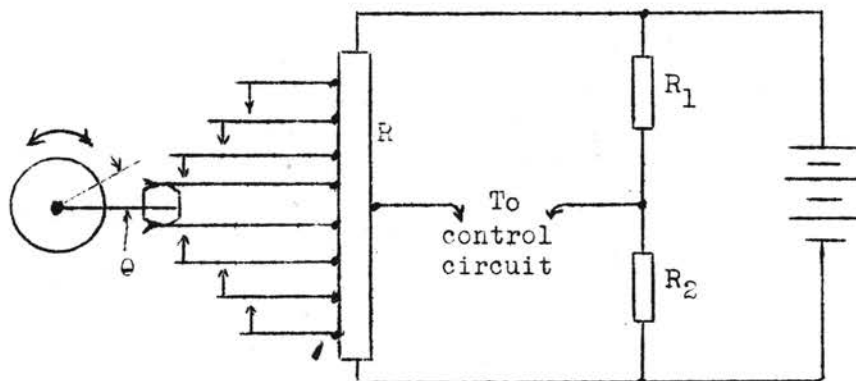 R1
R
To
control
circuit
R2
θ